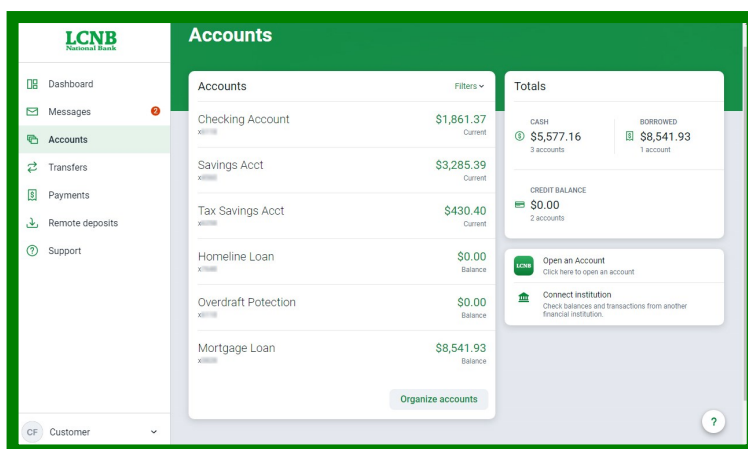 LCNB
National Bank
Dashboard
Messages
2
Accounts
Transfers
Payments
Remote deposits
Support
CF Customer
Accounts
Accounts
Filters
Checking Account $1,861.37
x Current
Savings Acct $3,285.39
x Current
Tax Savings Acct $430.40
x Current
Homeline Loan $0.00
x Balance
Overdraft Potection $0.00
x Balance
Mortgage Loan $8,541.93
x Balance
Organize accounts
Totals
CASH
$5,577.16
3 accounts
BORROWED
$8,541.93
1 account
CREDIT BALANCE
$0.00
2 accounts
LCNB
Open an Account
Click here to open an account
Connect institution
Check balances and transactions from another
financial institution.
?